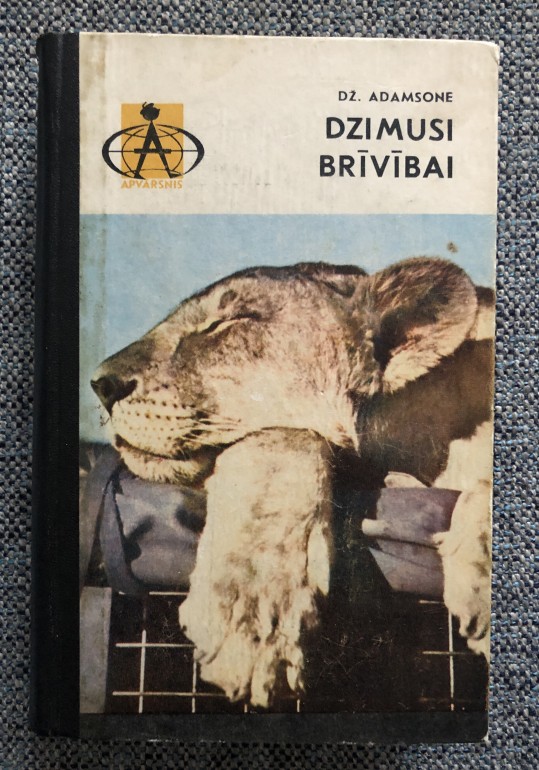 DŽ. ADAMSONE
DZIMUSI
BRĪVĪBAI
APVĀRSNIS